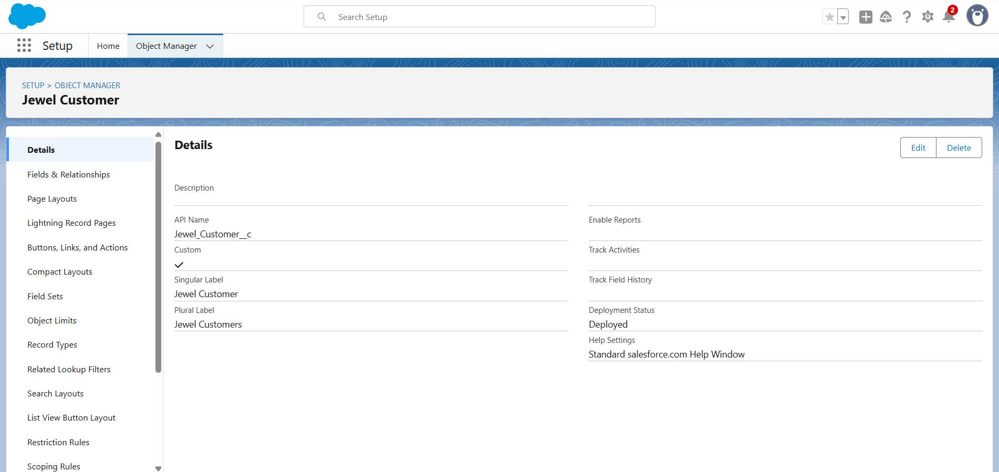 Search Setup
2
Setup
Home
Object Manager
SETUP > OBJECT MANAGER
Jewel Customer
Details
Fields & Relationships
Page Layouts
Lightning Record Pages
Buttons, Links, and Actions
Compact Layouts
Field Sets
Object Limits
Record Types
Related Lookup Filters
Search Layouts
List View Button Layout
Restriction Rules
Scoping Rules
Details
Edit
Delete
Description
API Name
Jewel_Customer__c
Custom
Singular Label
Jewel Customer
Plural Label
Jewel Customers
Enable Reports
Track Activities
Track Field History
Deployment Status
Deployed
Help Settings
Standard salesforce.com Help Window